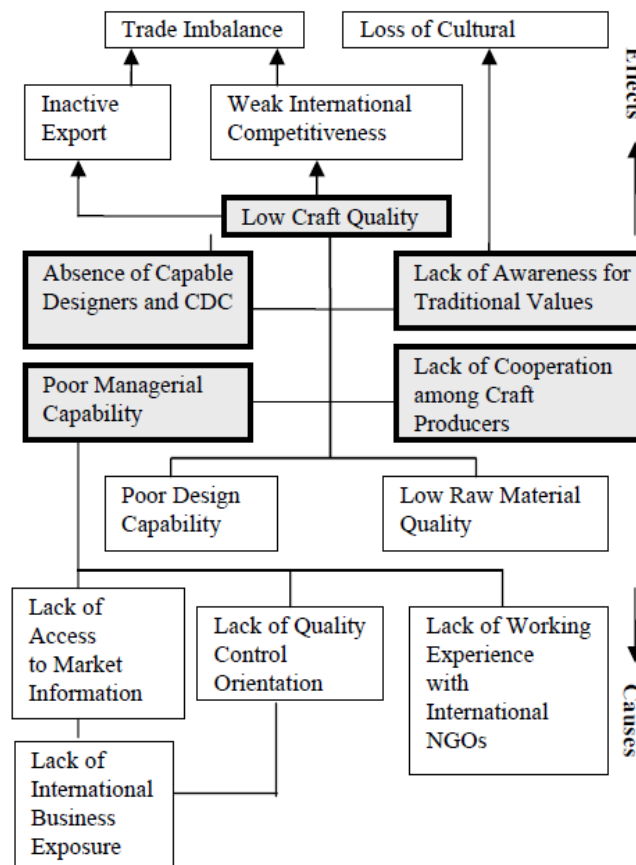 Trade Imbalance
Loss of Cultural
Effects
Inactive
Export
Weak International
Competitiveness
Low Craft Quality
Absence of Capable
Designers and CDC
Lack of Awareness for
Traditional Values
Poor Managerial
Capability
Lack of Cooperation
among Craft
Producers
Poor Design
Capability
Low Raw Material
Quality
Lack of
Access
to Market
Information
Lack of Quality
Control
Orientation
Lack of Working
Experience
with
International
NGOs
Causes
Lack of
International
Business
Exposure